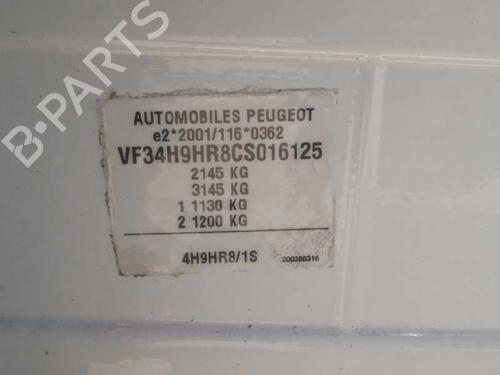 B-PARTS
AUTOMOBILES PEUGEOT
e2*2001/116*0362
VF34H9HR8CS016125
2145 KG
3145 KG
1 1130 KG
2 1200 KG
4H9HR8/1S 200386316